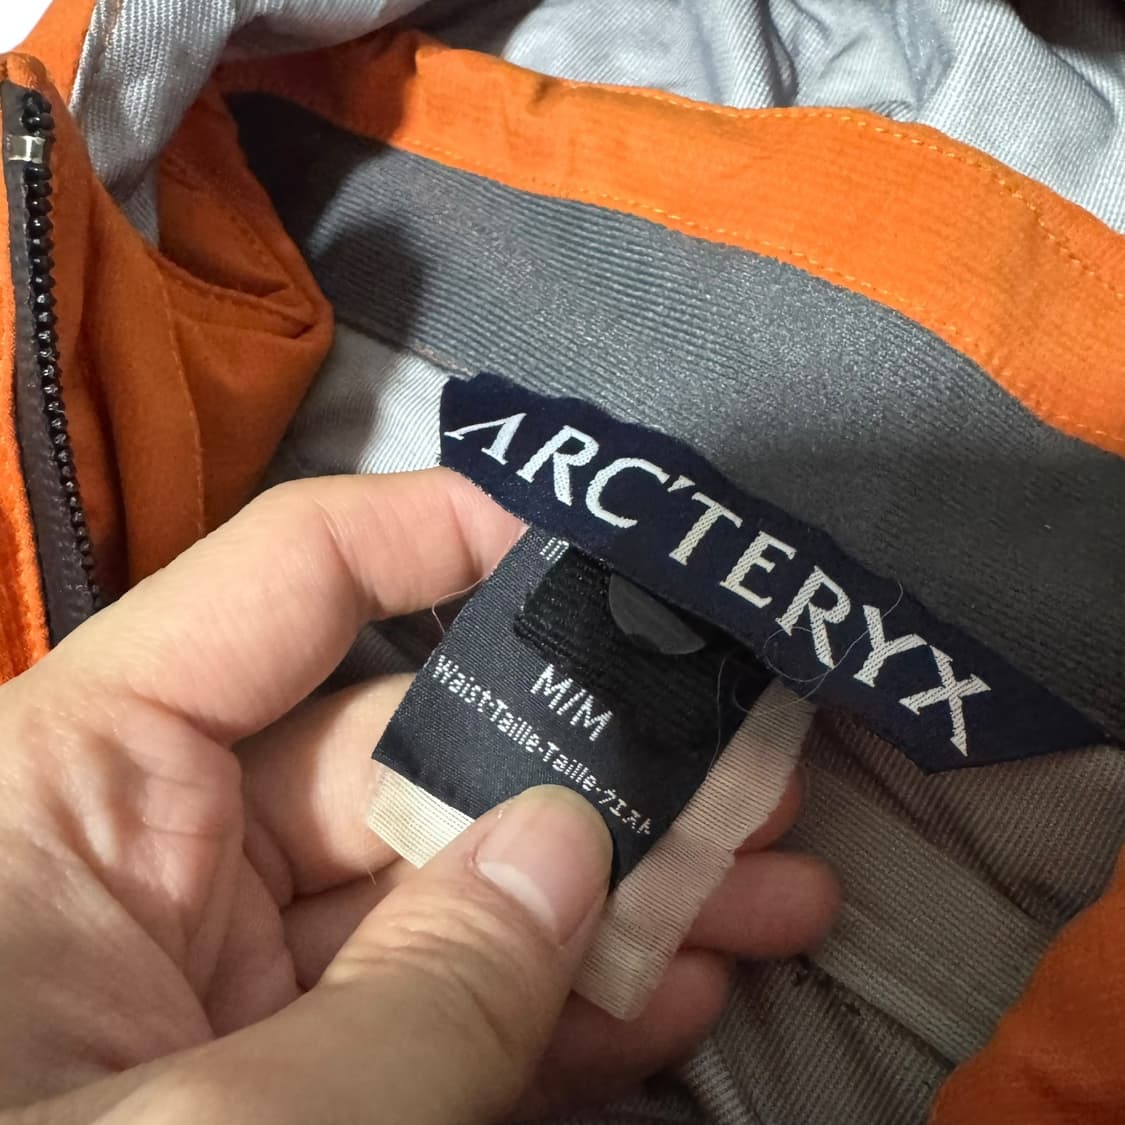 ARC'TERYX
M/M
Waist•Taille•Taille•ウエスト